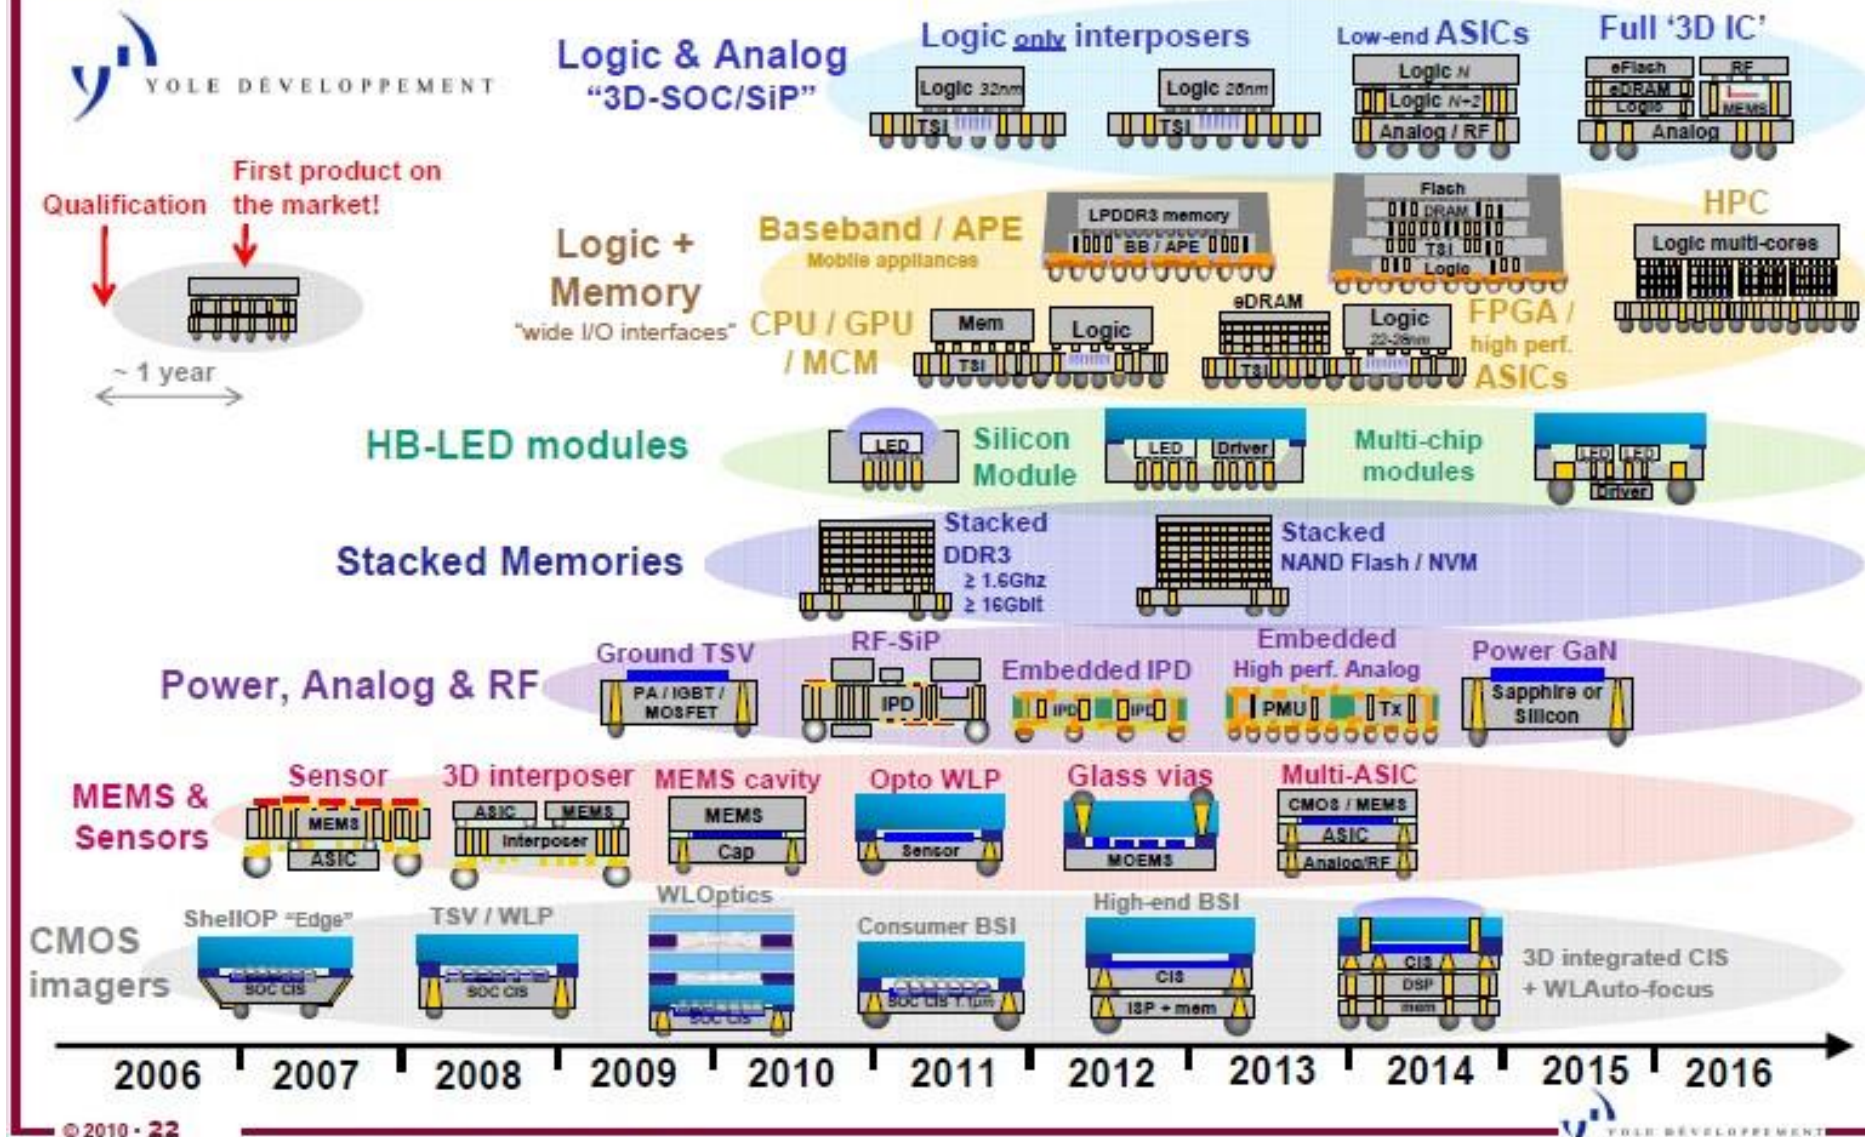 YOLE DÉVELOPPEMENT
Logic & Analog
“3D-SOC/SiP”
Logic only interposers
Logic 32nm
TSI
Logic 28nm
TSI
Low-end ASICs
Logic N
Logic N+2
Analog / RF
Full ‘3D IC’
eFlash
eDRAM
Logic
RF
MEMS
Analog
Qualification
First product on
the market!
~ 1 year
Logic +
Memory
"wide I/O interfaces"
Baseband / APE
Mobile appliances
LPDDR3 memory
BB / APE
Flach
DRAM
TSI
Logic
HPC
Logic multi-cores
CPU / GPU
/ MCM
Mem
TSI
Logic
eDRAM
TSI
Logic
22-28nm
FPGA /
high perf.
ASICs
HB-LED modules
LED
Silicon
Module
LED
Driver
Multi-chip
modules
LED
LED
Driver
Stacked Memories
Stacked
DDR3
≥ 1.6Ghz
≥ 16Gbit
Stacked
NAND Flash / NVM
Power, Analog & RF
Ground TSV
PA / IGBT /
MOSFET
RF-SiP
IPD
Embedded IPD
IPD
IPD
Embedded
High perf. Analog
PMU
Tx
Power GaN
Sapphire or
Silicon
MEMS &
Sensors
Sensor
MEMS
ASIC
3D interposer
ASIC
MEMS
Interposer
MEMS cavity
MEMS
Cap
Opto WLP
Sensor
Glass vias
MOEMS
Multi-ASIC
CMOS / MEMS
ASIC
Analog/RF
CMOS
imagers
ShellOP “Edge”
SOC CIS
TSV / WLP
SOC CIS
WLOptics
SOC CIS
Consumer BSI
SOC CIS 1.1µm
High-end BSI
CIS
ISP + mem
CIS
DSP
mem
3D integrated CIS
+ WLAuto-focus
2006 2007 2008 2009 2010 2011 2012 2013 2014 2015 2016
© 2010 • 22
YOLE DÉVELOPPEMENT